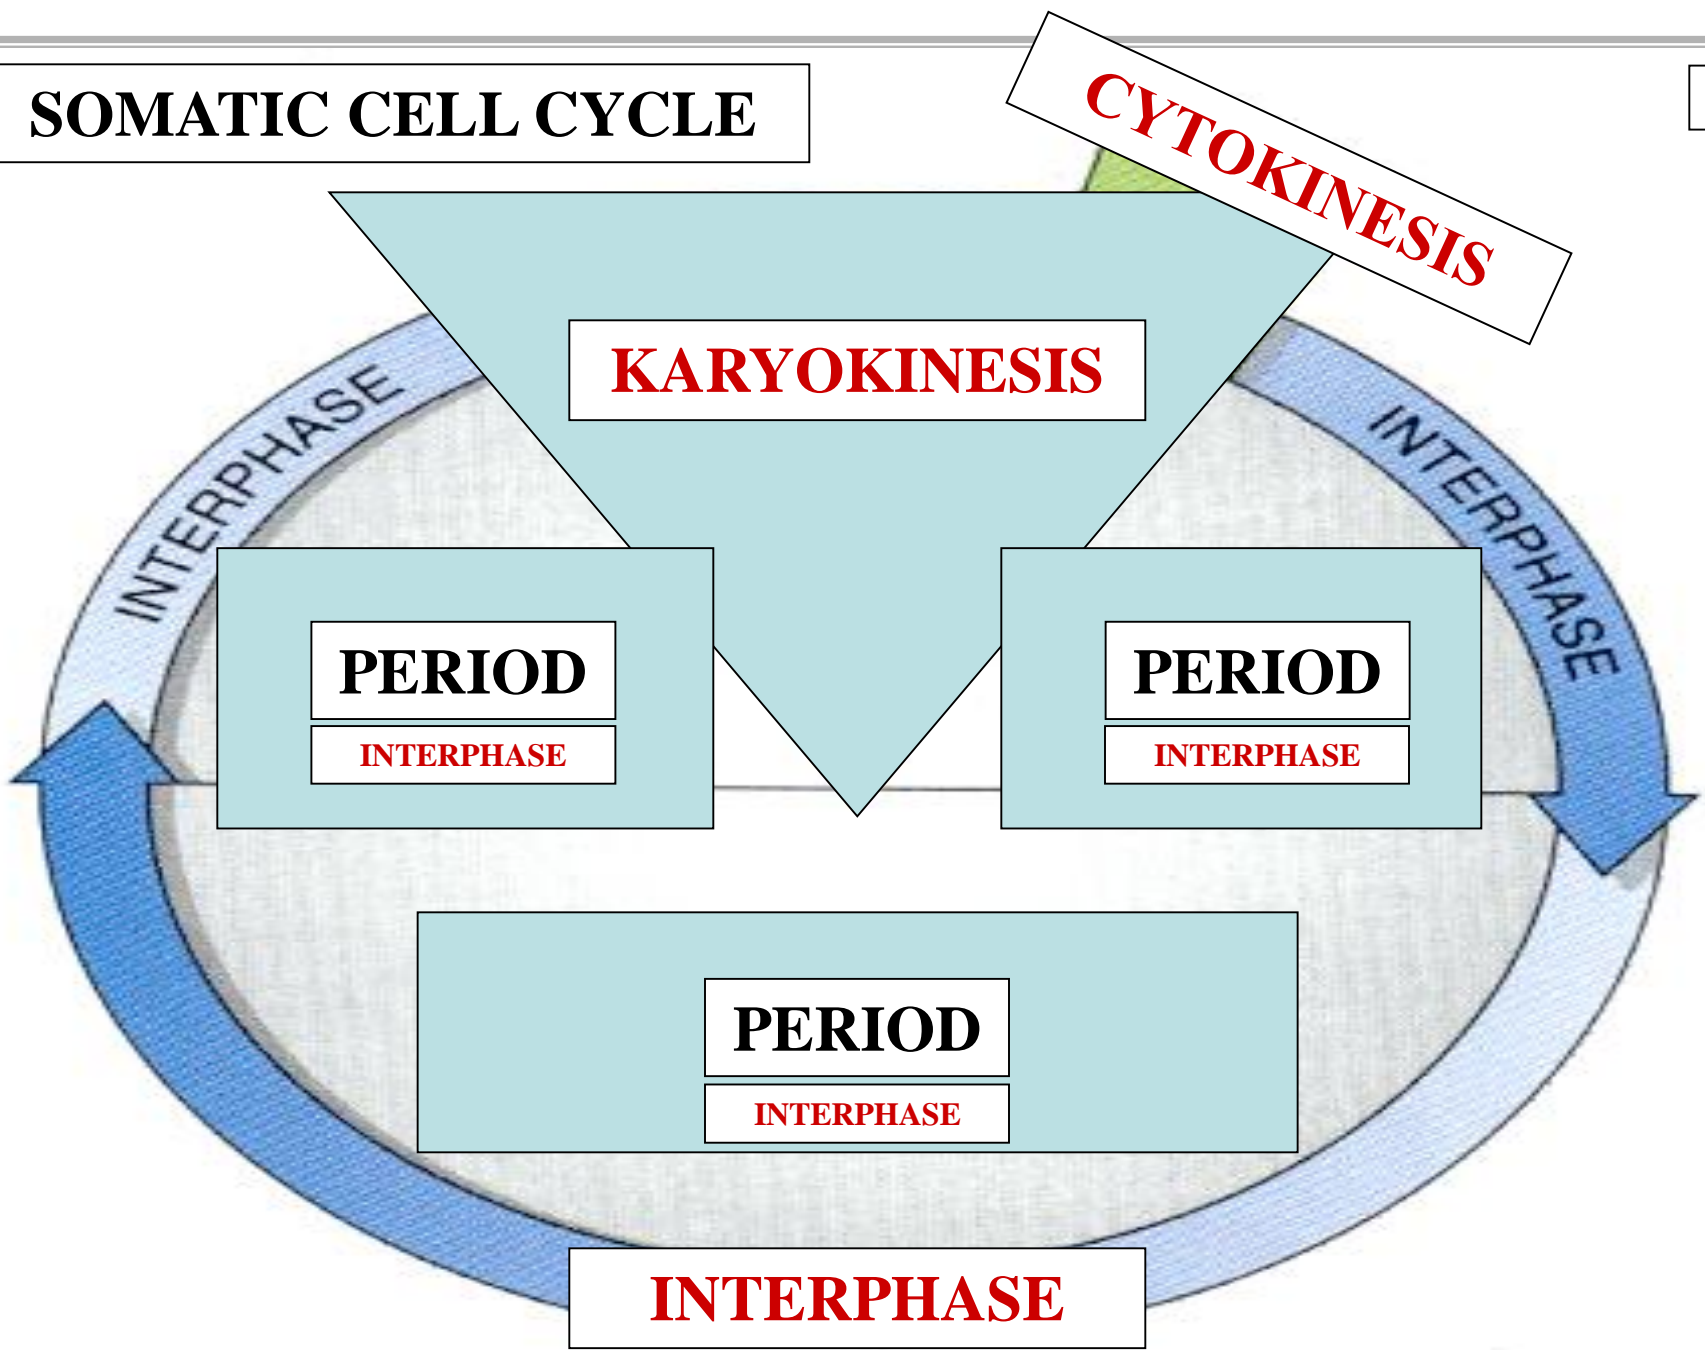 SOMATIC CELL CYCLE
CYTOKINESIS
KARYOKINESIS
INTERPHASE
INTERPHASE
PERIOD
INTERPHASE
PERIOD
INTERPHASE
PERIOD
INTERPHASE
INTERPHASE